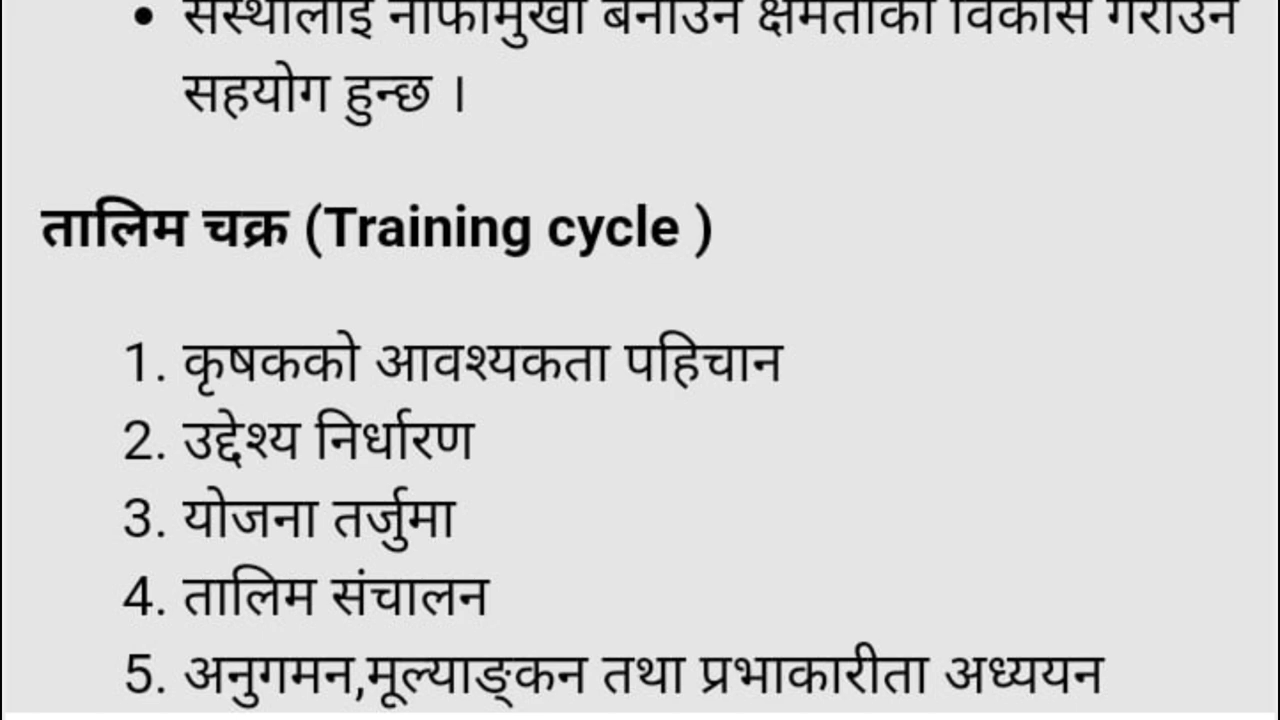 • संस्थालाई नाफामुखी बनाउन क्षमताको विकास गराउन
सहयोग हुन्छ ।
तालिम चक्र (Training cycle )
1. कृषकको आवश्यकता पहिचान
2. उद्देश्य निर्धारण
3. योजना तर्जुमा
4. तालिम संचालन
5. अनुगमन,मूल्याङ्कन तथा प्रभाकारीता अध्ययन